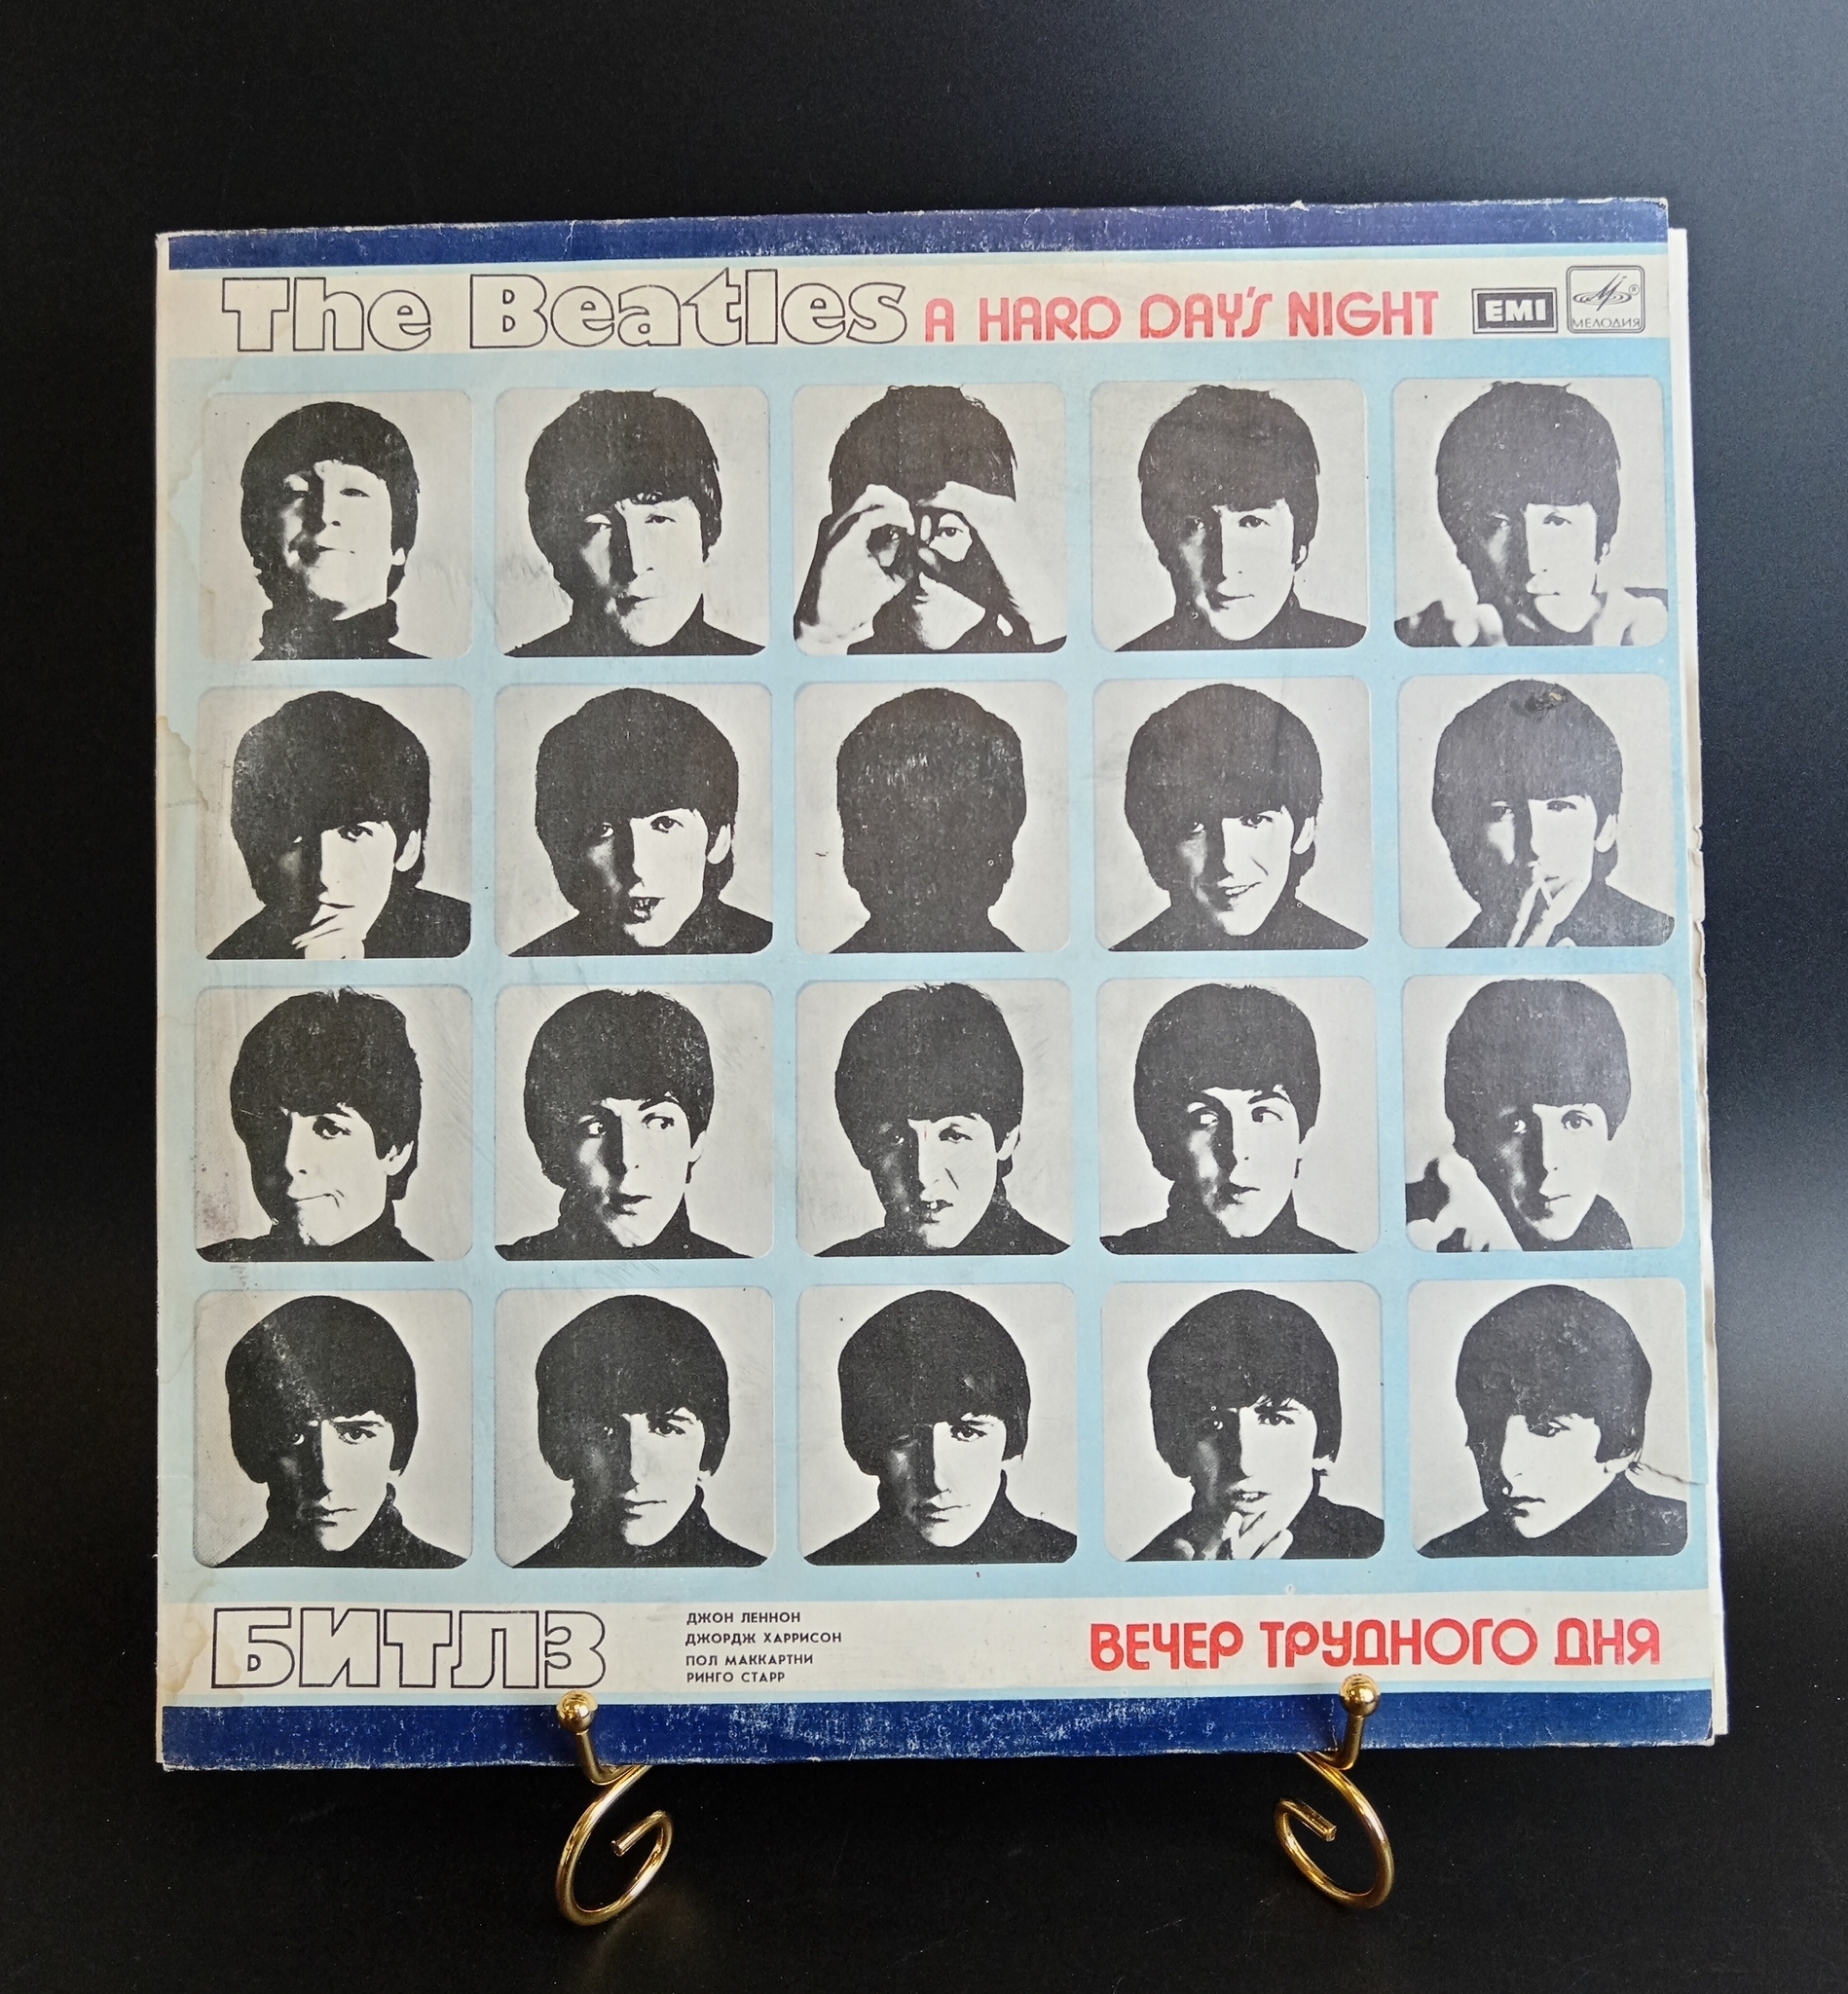 The Beatles A HARD DAY'S NIGHT EMI МЕЛОДИЯ ®
БИТЛЗ
ДЖОН ЛЕННОН
ДЖОРДЖ ХАРРИСОН
ПОЛ МАККАРТНИ
РИНГО СТАРР
ВЕЧЕР ТРУДНОГО ДНЯ